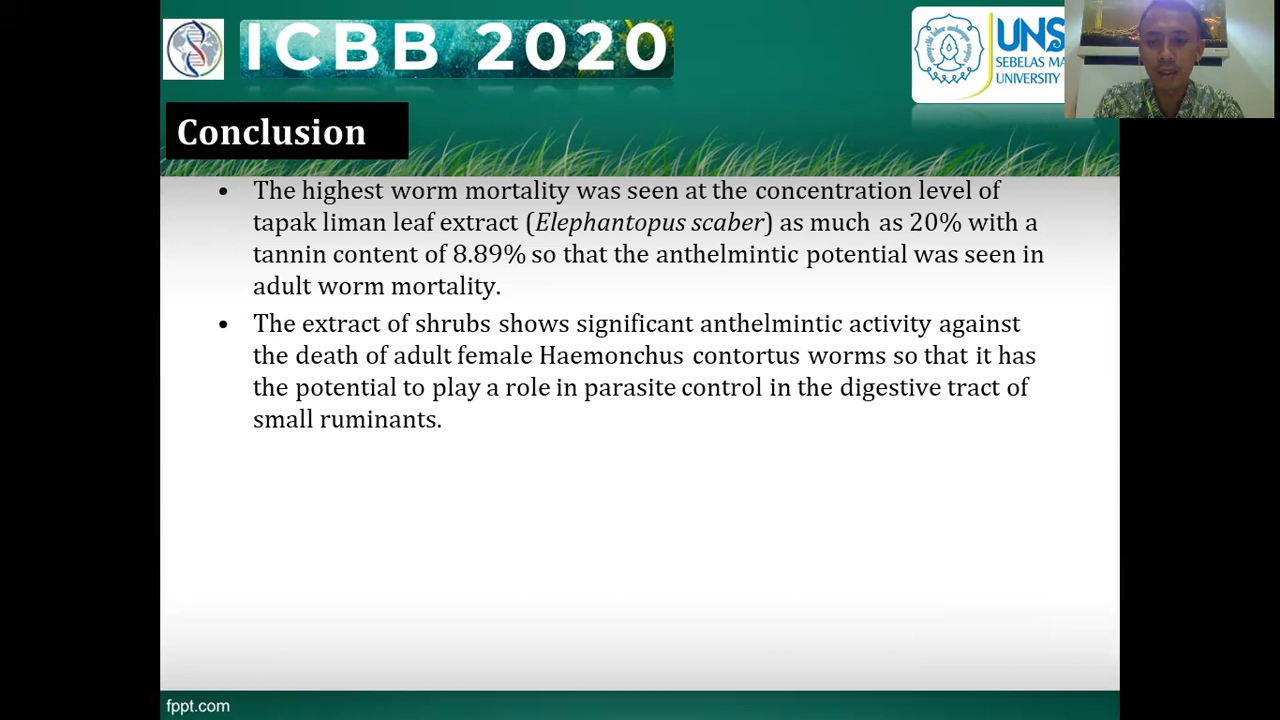 ICBB 2020
UNS
SEBELAS MA
UNIVERSITY
Conclusion
• The highest worm mortality was seen at the concentration level of
tapak liman leaf extract (Elephantopus scaber) as much as 20% with a
tannin content of 8.89% so that the anthelmintic potential was seen in
adult worm mortality.
• The extract of shrubs shows significant anthelmintic activity against
the death of adult female Haemonchus contortus worms so that it has
the potential to play a role in parasite control in the digestive tract of
small ruminants.
fppt.com